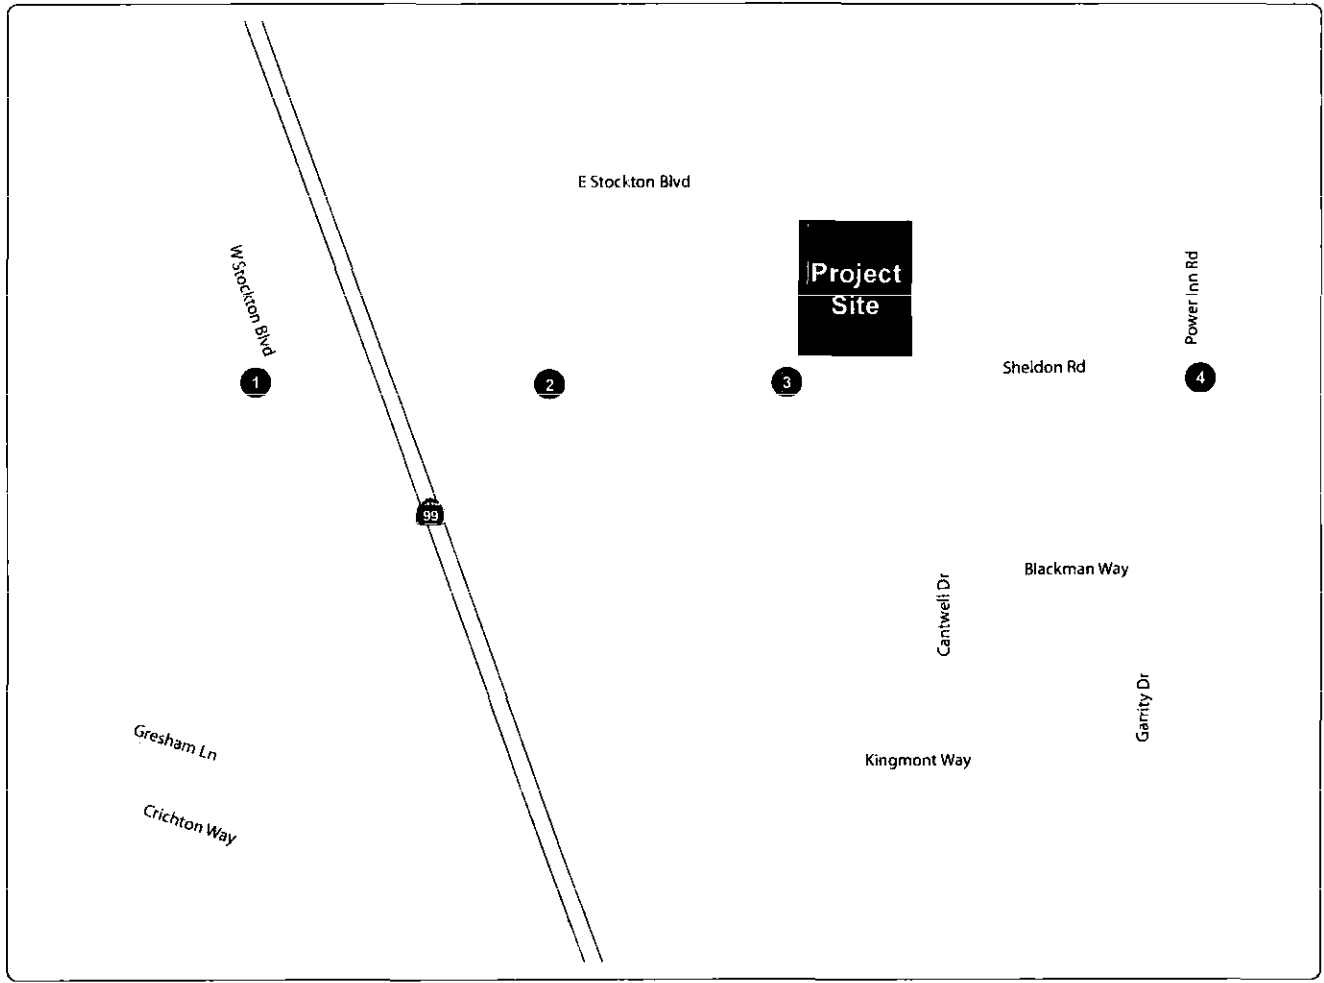 E Stockton Blvd
W Stockton Blvd
Project
Site
Power Inn Rd
Sheldon Rd
1
2
3
4
99
Blackman Way
Cantwell Dr
Garrity Dr
Gresham Ln
Kingmont Way
Crichton Way